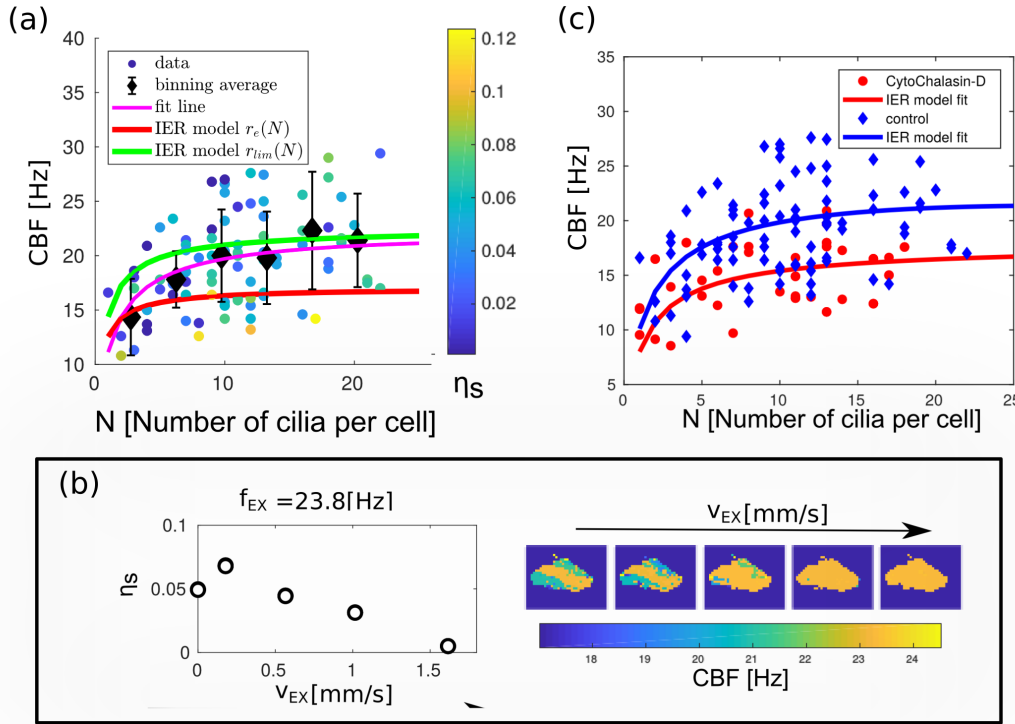 (a)
40
35
30
25
20
15
10
CBF [Hz]
data
binning average
fit line
IER model r_e(N)
IER model r_{lim}(N)
0
10
20
N [Number of cilia per cell]
0.12
0.1
0.08
0.06
0.04
0.02
η_s
(c)
35
30
25
20
15
10
5
CBF [Hz]
CytoChalasin-D
IER model fit
control
IER model fit
0 5 10 15 20 25
N [Number of cilia per cell]
(b)
f_EX =23.8[Hz]
0.1
0.05
0
η_s
0 0.5 1 1.5
v_EX[mm/s]
v_EX[mm/s]
18 19 20 21 22 23 24
CBF [Hz]